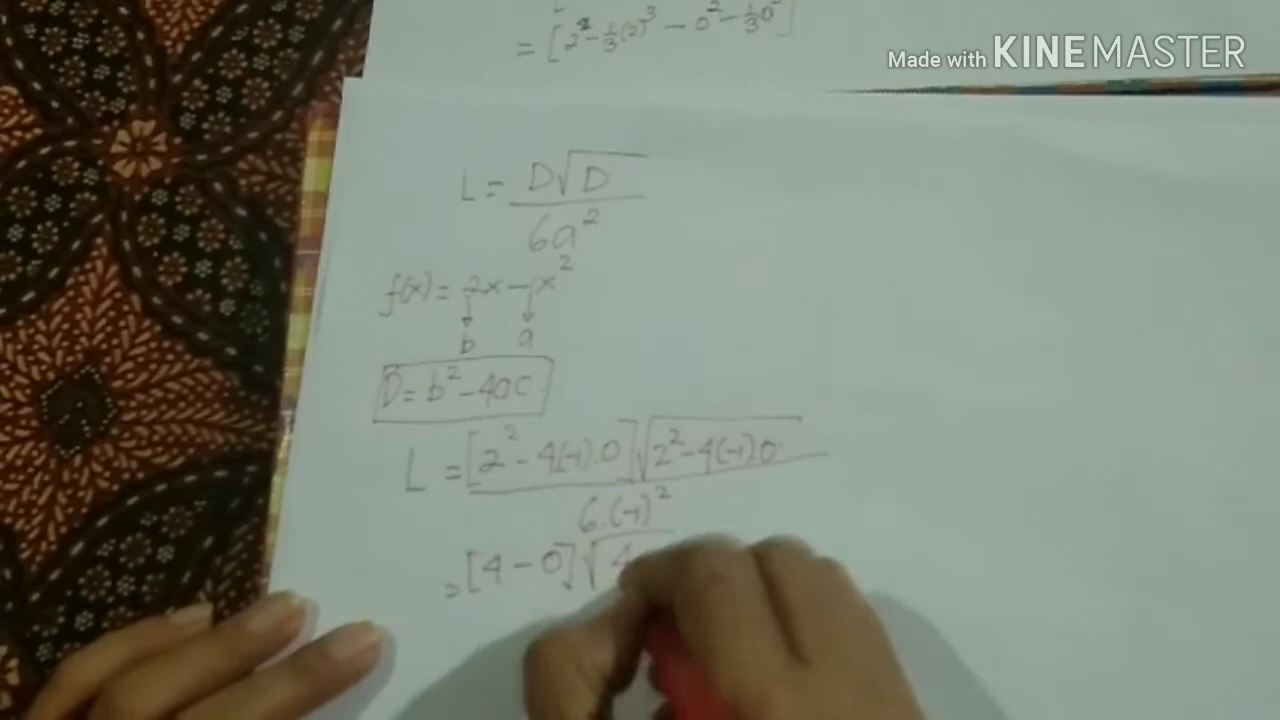 = [2² - ⅓(2)³ - 0² - ⅓0
Made with KINEMASTER
L = D√D / 6a²
f(x) = 2x - 1x²
b a
D = b² - 4ac
L = [2² - 4(-1).0] √2² - 4(-1).0 / 6.(-1)²
= [4 - 0] √4